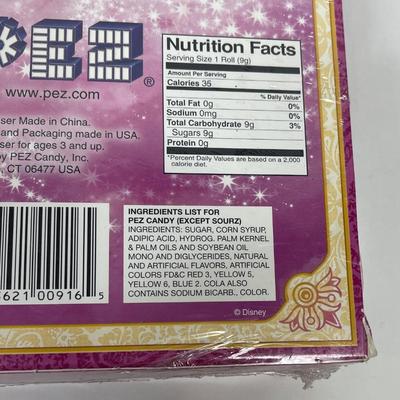 PEZ®
www.pez.com
ser Made in China.
and Packaging made in USA.
ser for ages 3 and up.
by PEZ Candy, Inc.
, CT 06477 USA
Nutrition Facts
Serving Size 1 Roll (9g)
Amount Per Serving
Calories 35
% Daily Value*
Total Fat 0g 0%
Sodium 0mg 0%
Total Carbohydrate 9g 3%
Sugars 9g
Protein 0g
*Percent Daily Values are based on a 2,000
calorie diet.
INGREDIENTS LIST FOR
PEZ CANDY (EXCEPT SOURZ)
INGREDIENTS: SUGAR, CORN SYRUP,
ADIPIC ACID, HYDROG. PALM KERNEL
& PALM OILS AND SOYBEAN OIL
MONO AND DIGLYCERIDES, NATURAL
AND ARTIFICIAL FLAVORS, ARTIFICIAL
COLORS FD&C RED 3, YELLOW 5,
YELLOW 6, BLUE 2. COLA ALSO
CONTAINS SODIUM BICARB., COLOR.
3621 00916 5
© Disney